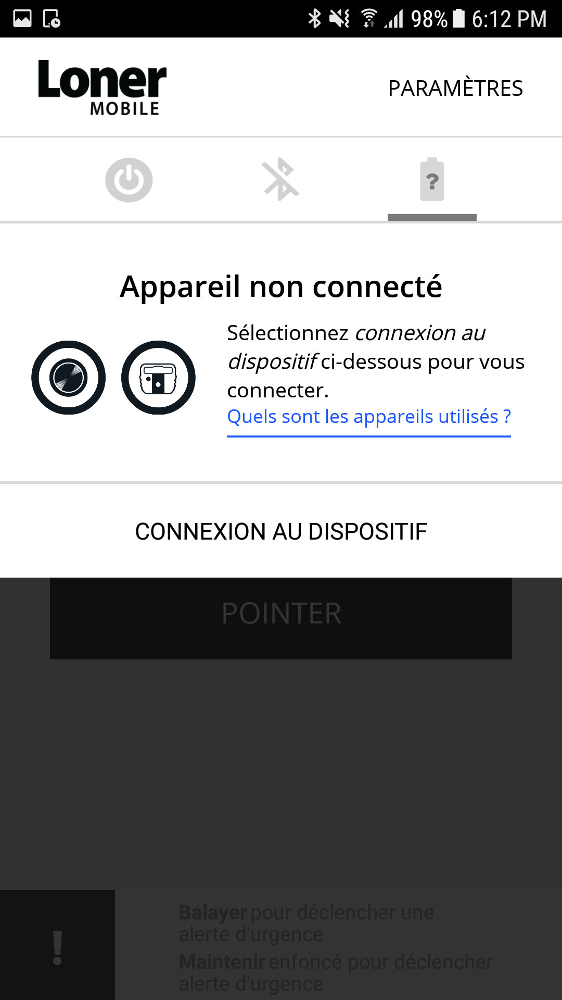 98% 6:12 PM
Loner
MOBILE
PARAMÈTRES
?
Appareil non connecté
Sélectionnez connexion au
dispositif ci-dessous pour vous
connecter.
Quels sont les appareils utilisés ?
CONNEXION AU DISPOSITIF
POINTER
!
Balayer pour déclencher une
alerte d'urgence
Maintenir enfoncé pour déclencher
alerte d'urgence